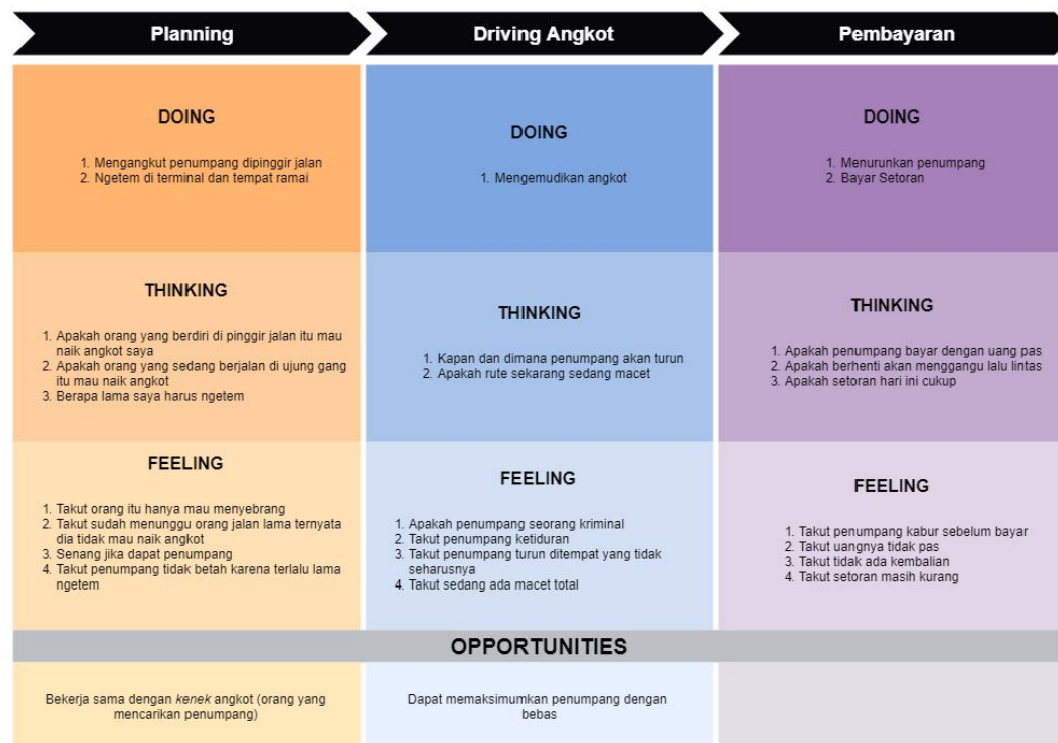 Planning
Driving Angkot
Pembayaran
DOING
1. Mengangkut penumpang dipinggir jalan
2. Ngetem di terminal dan tempat ramai
DOING
1. Mengemudikan angkot
DOING
1. Menurunkan penumpang
2. Bayar Setoran
THINKING
1. Apakah orang yang berdiri di pinggir jalan itu mau
naik angkot saya
2. Apakah orang yang sedang berjalan di ujung gang
itu mau naik angkot
3. Berapa lama saya harus ngetem
THINKING
1. Kapan dan dimana penumpang akan turun
2. Apakah rute sekarang sedang macet
THINKING
1. Apakah penumpang bayar dengan uang pas
2. Apakah berhenti akan menggangu lalu lintas
3. Apakah setoran hari ini cukup
FEELING
1. Takut orang itu hanya mau menyebrang
2. Takut sudah menunggu orang jalan lama ternyata
dia tidak mau naik angkot
3. Senang jika dapat penumpang
4. Takut penumpang tidak betah karena terlalu lama
ngetem
FEELING
1. Apakah penumpang seorang kriminal
2. Takut penumpang ketiduran
3. Takut penumpang turun ditempat yang tidak
seharusnya
4. Takut sedang ada macet total
FEELING
1. Takut penumpang kabur sebelum bayar
2. Takut uangnya tidak pas
3. Takut tidak ada kembalian
4. Takut setoran masih kurang
OPPORTUNITIES
Bekerja sama dengan kenek angkot (orang yang
mencarikan penumpang)
Dapat memaksimumkan penumpang dengan
bebas